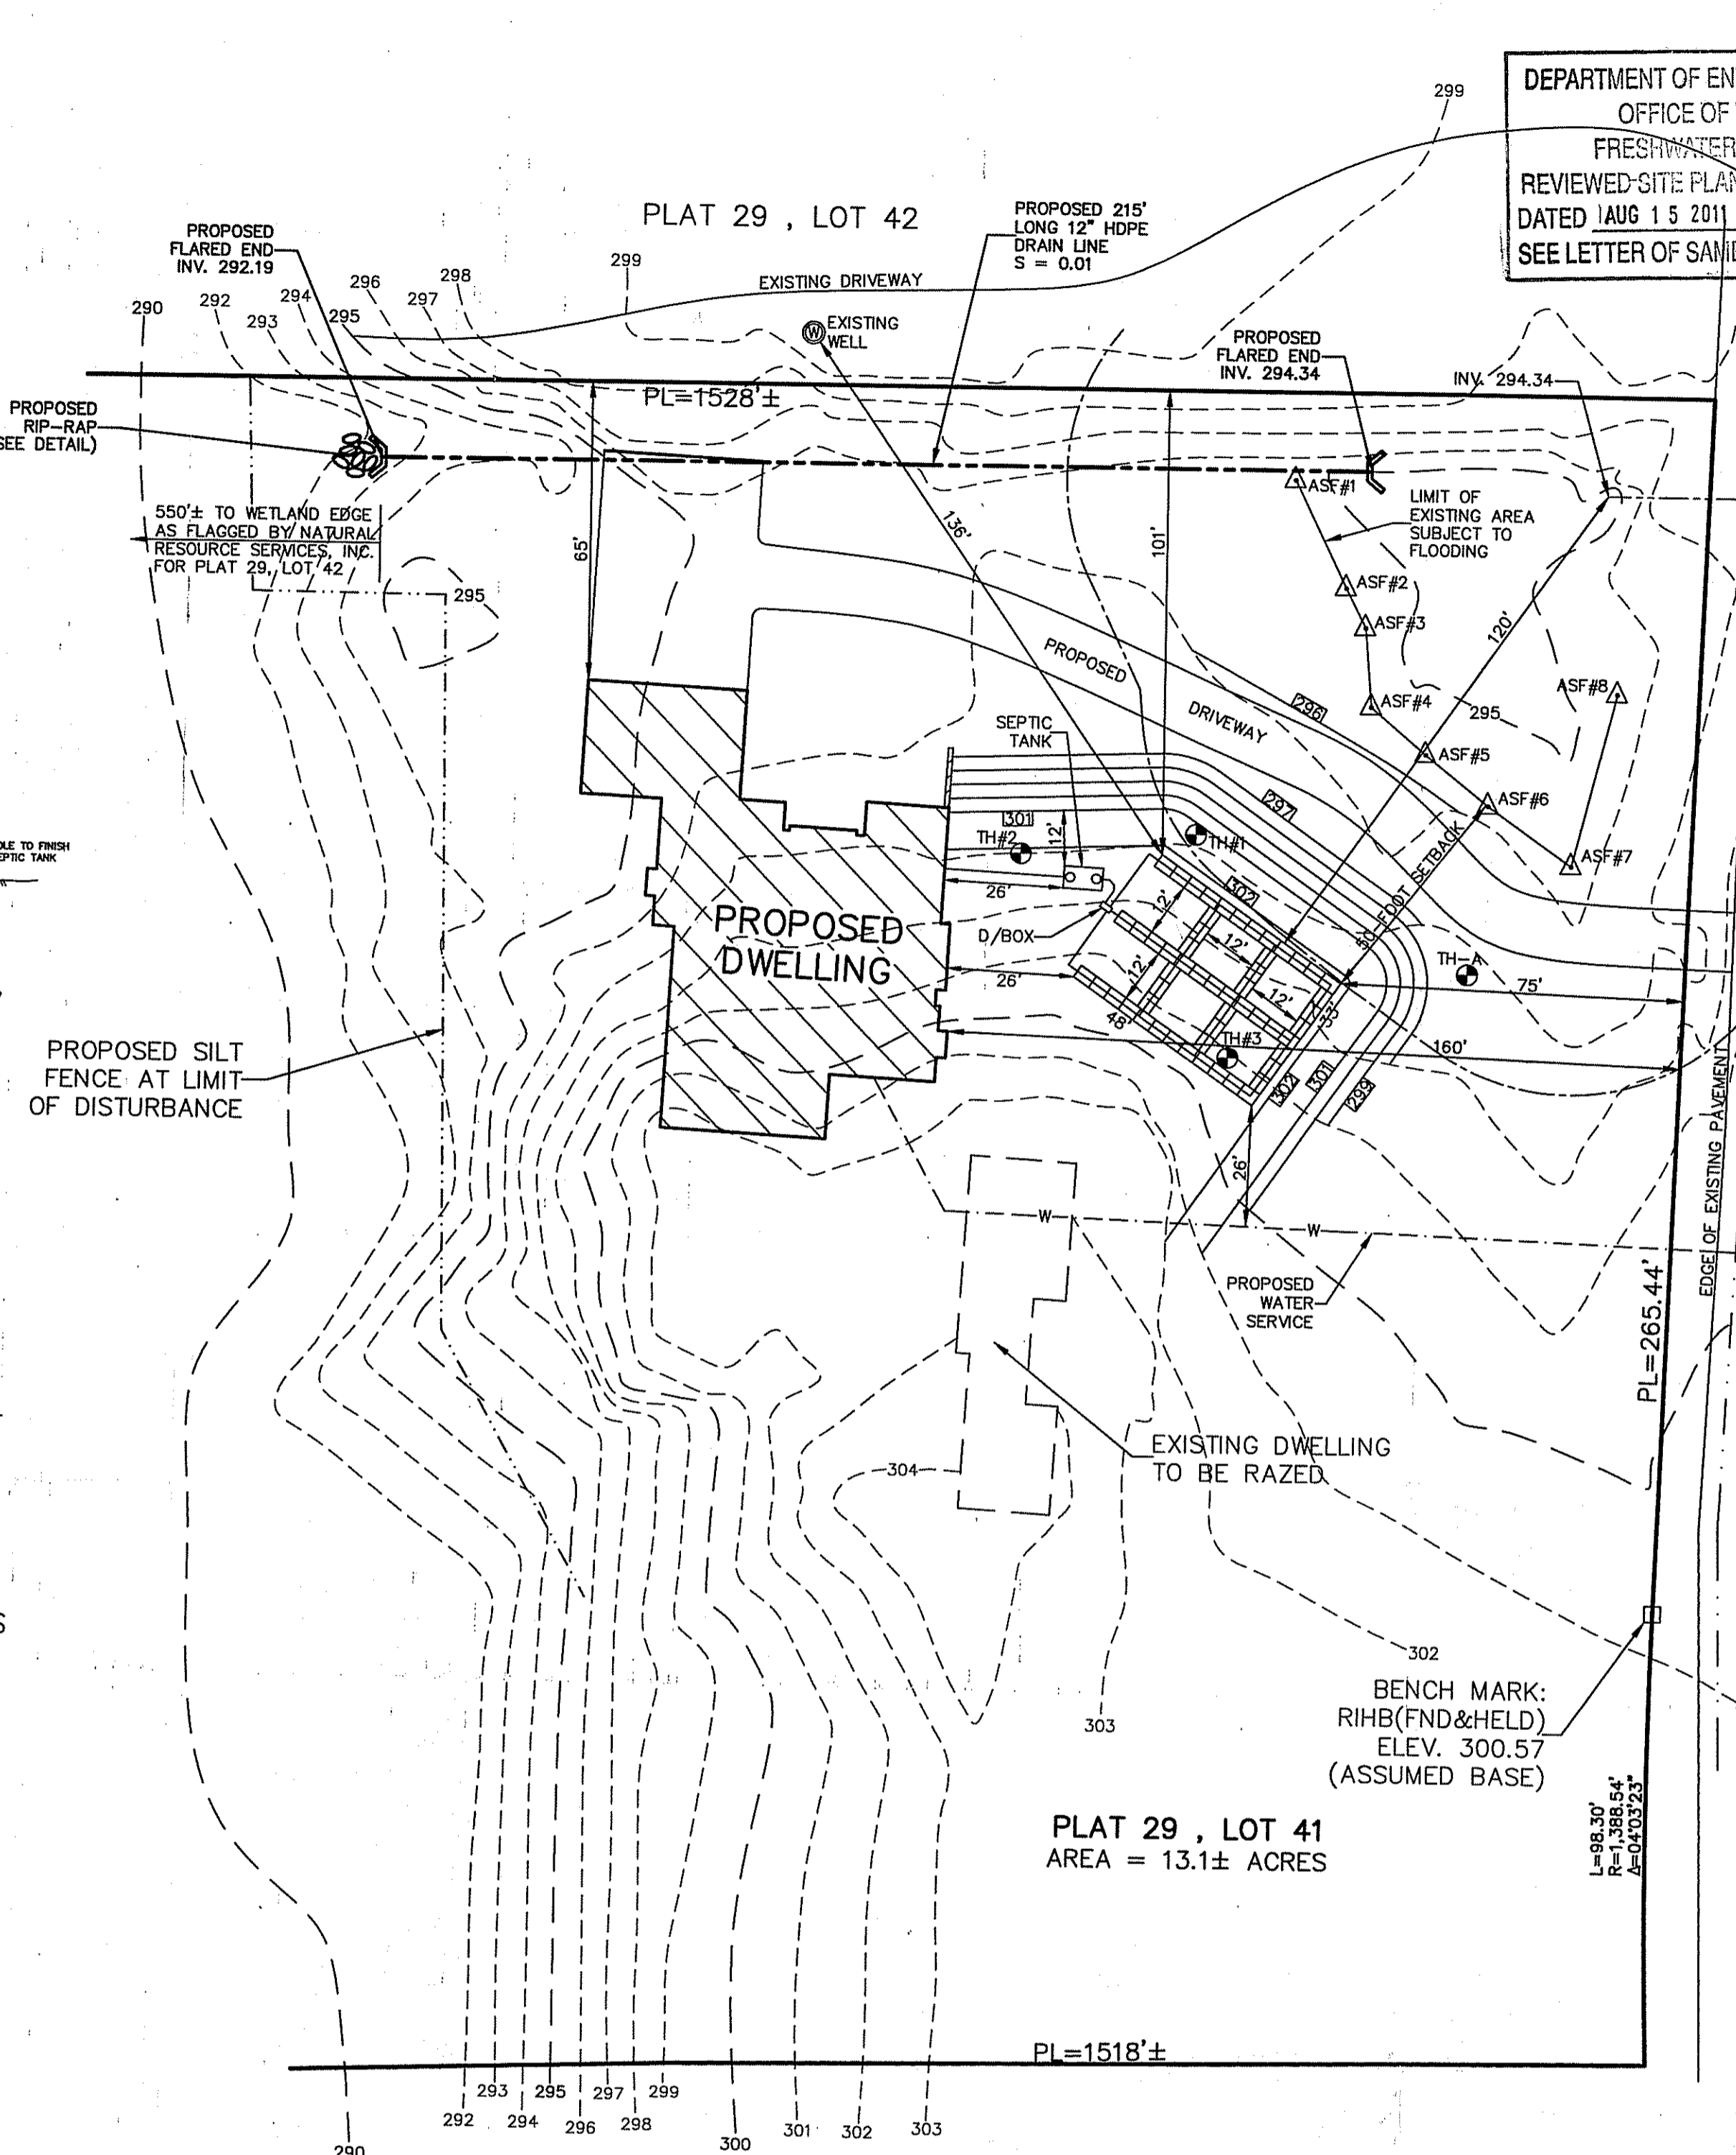 DEPARTMENT OF EN
OFFICE OF
FRESHWATER
REVIEWED-SITE PLAN
DATED AUG 15 2011
SEE LETTER OF
299
PLAT 29 , LOT 42
PROPOSED 215'
LONG 12" HDPE
DRAIN LINE
S = 0.01
PROPOSED
FLARED END
INV. 292.19
290
292
293
294
295
296
297
298
299
EXISTING DRIVEWAY
W
EXISTING
WELL
PROPOSED
FLARED END
INV. 294.34
INV. 294.34
PL=1528'±
PROPOSED
RIP-RAP
SEE DETAIL)
550'± TO WETLAND EDGE
AS FLAGGED BY NATURAL
RESOURCE SERVICES, INC.
FOR PLAT 29, LOT 42
295
65'
136'
101'
120'
ASF#1
LIMIT OF
EXISTING AREA
SUBJECT TO
FLOODING
ASF#2
ASF#3
ASF#4
295
ASF#8
ASF#5
ASF#6
ASF#7
PROPOSED
DRIVEWAY
296
297
SEPTIC
TANK
301
12'
TH#2
TH#1
26'
302
D/BOX
12'
12'
12'
12'
26'
48'
33'
TH#3
50 FOOT SETBACK
TH-A
75'
160'
302
301
299
26'
PROPOSED
DWELLING
OLE TO FINISH
EPTIC TANK
PROPOSED SILT
FENCE AT LIMIT
OF DISTURBANCE
W
W
PROPOSED
WATER
SERVICE
EDGE OF EXISTING PAVEMENT
PL=265.44'
EXISTING DWELLING
TO BE RAZED
304
S
302
303
BENCH MARK:
RIHB(FND&HELD)
ELEV. 300.57
(ASSUMED BASE)
PLAT 29 , LOT 41
AREA = 13.1± ACRES
L=98.30'
R=1,388.54'
Δ=04°03'23"
PL=1518'±
290
292
293
294
295
296
297
298
299
300
301
302
303